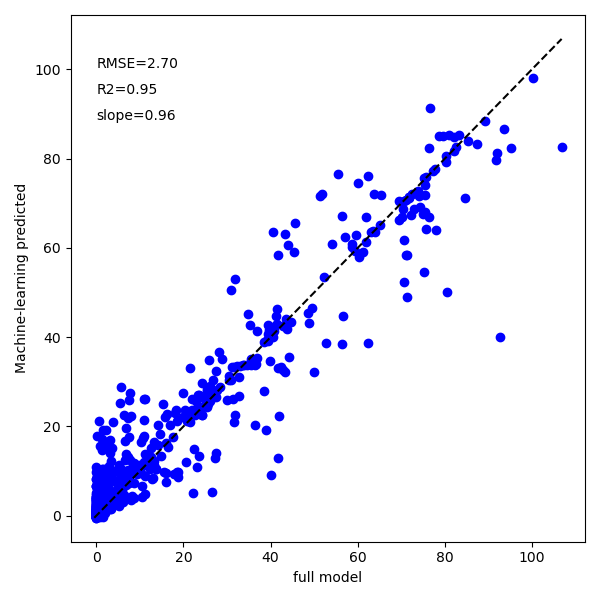 RMSE=2.70
R2=0.95
slope=0.96
Machine-learning predicted
100
80
60
40
20
0
0 20 40 60 80 100
full model